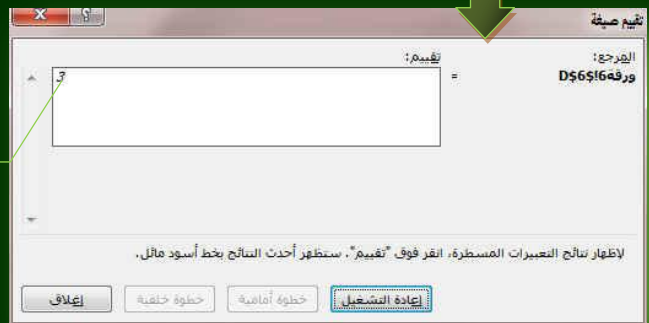 تقييم صيغة
المرجع:
تقييم:
ورقة6!$D$6
=
3
لإظهار نتائج التعبيرات المسطرة، انقر فوق "تقييم". ستظهر أحدث النتائج بخط أسود مائل.
إعادة التشغيل
خطوة أمامية
خطوة خلفية
إغلاق